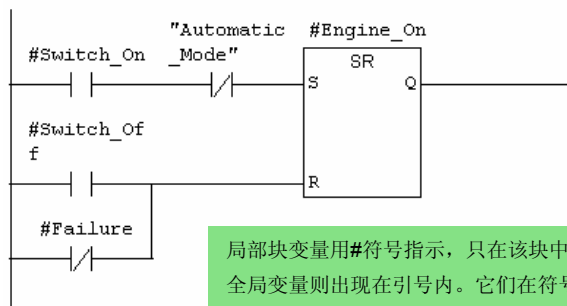 "Automatic
_Mode"
#Engine_On
#Switch_On
SR
S
Q
#Switch_Of
f
R
#Failure
局部块变量用#符号指示，只在该块中
全局变量则出现在引号内。它们在符